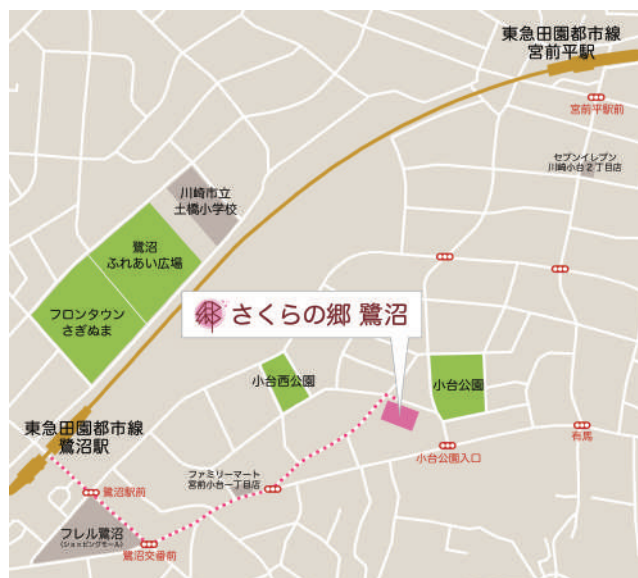 東急田園都市線
宮前平駅
宮前平駅前
セブンイレブン
川崎小台2丁目店
川崎市立
土橋小学校
鷺沼
ふれあい広場
フロンタウン
さぎぬま
郷 さくらの郷 鷺沼
小台西公園
小台公園
東急田園都市線
鷺沼駅
有馬
小台公園入口
ファミリーマート
宮前小台一丁目店
鷺沼駅前
フレル鷺沼
(ショッピングモール)
鷺沼交番前